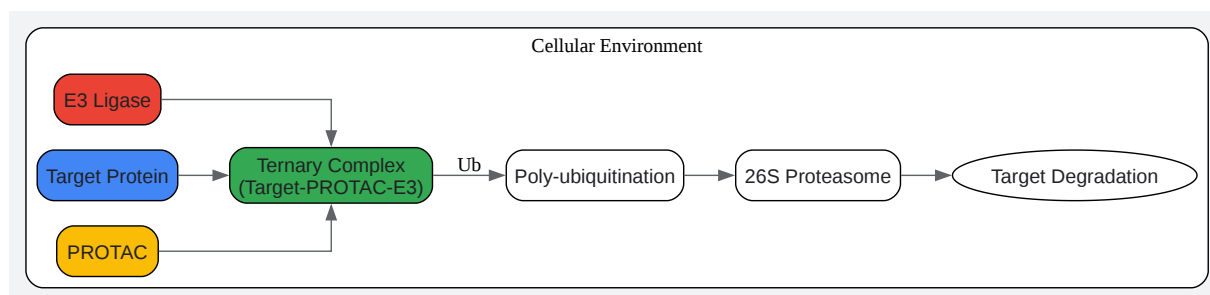 Cellular Environment
E3 Ligase
Target Protein
PROTAC
Ternary Complex
(Target-PROTAC-E3)
Ub
Poly-ubiquitination
26S Proteasome
Target Degradation